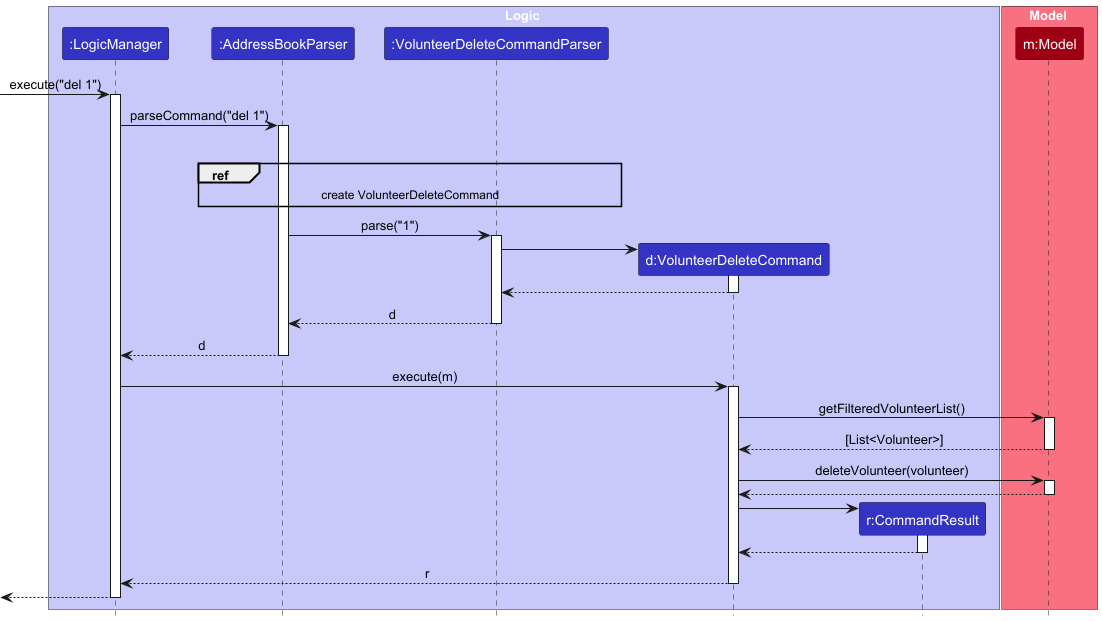 Logic
Model
:LogicManager
:AddressBookParser
:VolunteerDeleteCommandParser
m:Model
execute("del 1")
parseCommand("del 1")
ref
create VolunteerDeleteCommand
parse("1")
d:VolunteerDeleteCommand
d
d
execute(m)
getFilteredVolunteerList()
[List<Volunteer>]
deleteVolunteer(volunteer)
r:CommandResult
r